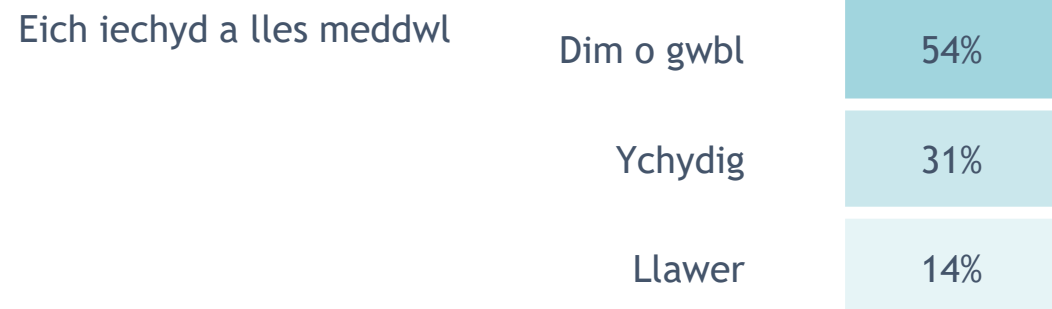 Eich iechyd a lles meddwl
Dim o gwbl 54%
Ychydig 31%
Llawer 14%